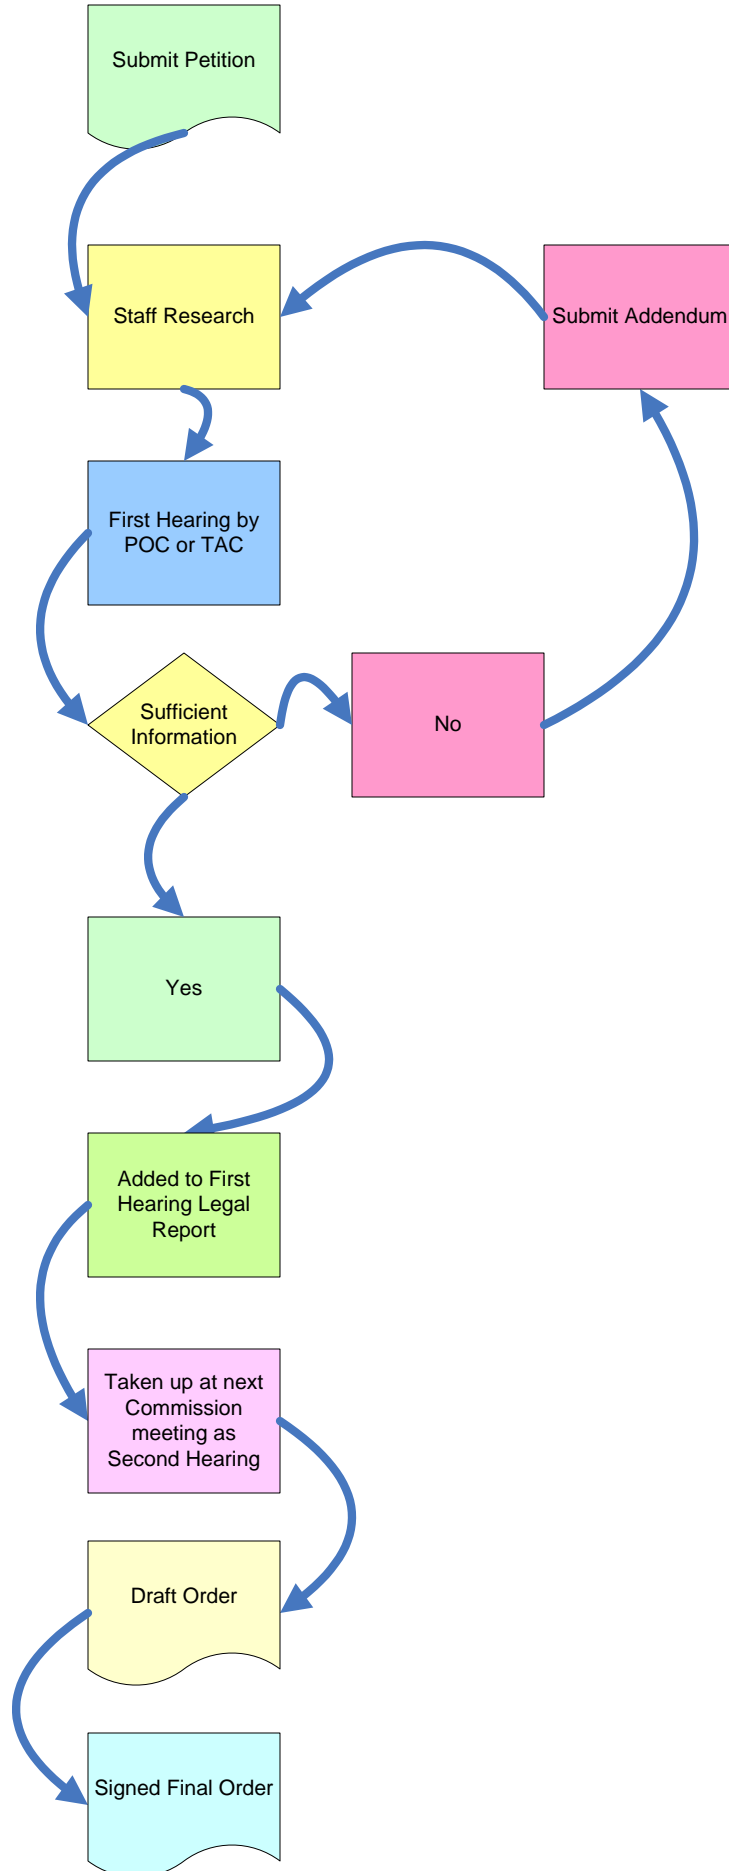 Submit Petition
Staff Research
Submit Addendum
First Hearing by
POC or TAC
Sufficient
Information
No
Yes
Added to First
Hearing Legal
Report
Taken up at next
Commission
meeting as
Second Hearing
Draft Order
Signed Final Order